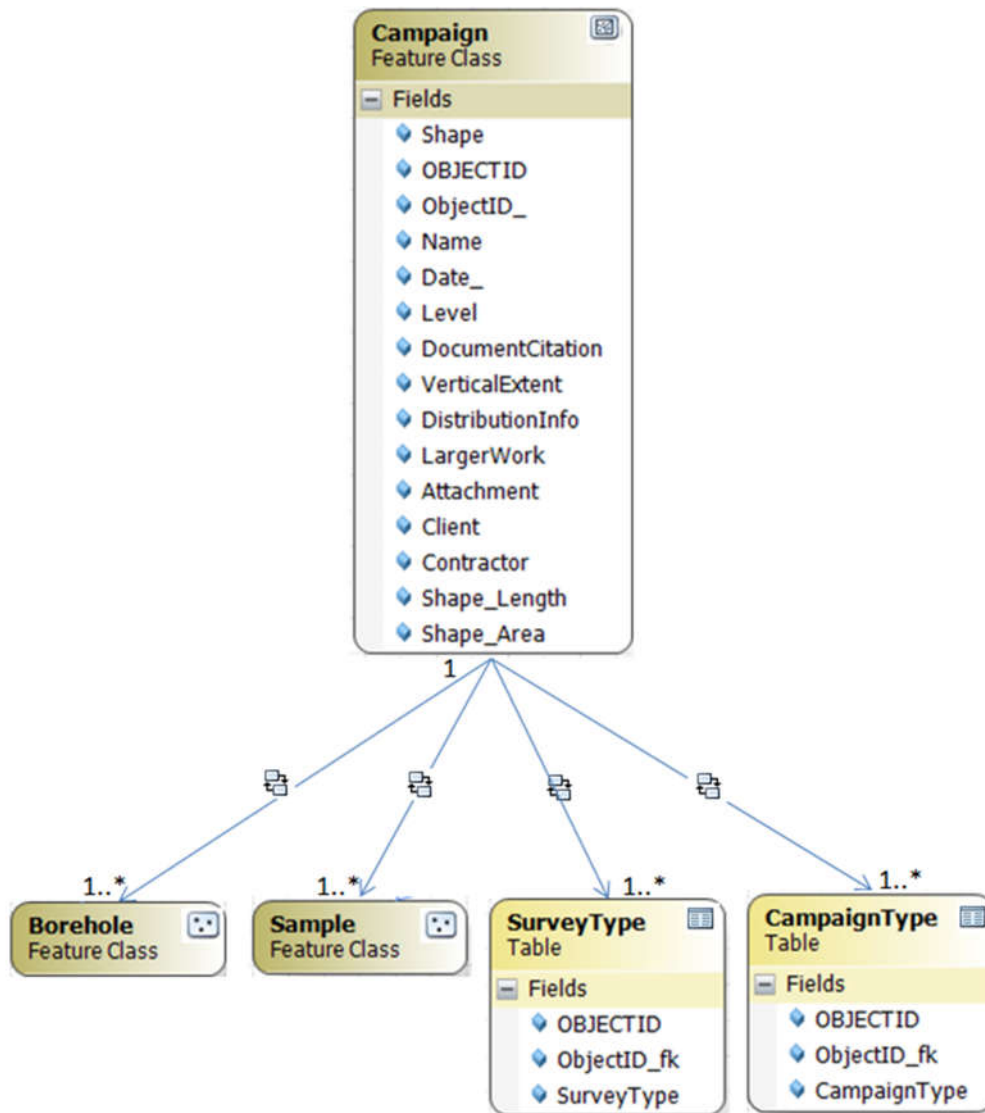 Campaign
Feature Class
Fields
Shape
OBJECTID
ObjectID_
Name
Date_
Level
DocumentCitation
VerticalExtent
DistributionInfo
LargerWork
Attachment
Client
Contractor
Shape_Length
Shape_Area
1
1..*
1..*
1..*
1..*
Borehole
Feature Class
Sample
Feature Class
SurveyType
Table
Fields
OBJECTID
ObjectID_fk
SurveyType
CampaignType
Table
Fields
OBJECTID
ObjectID_fk
CampaignType